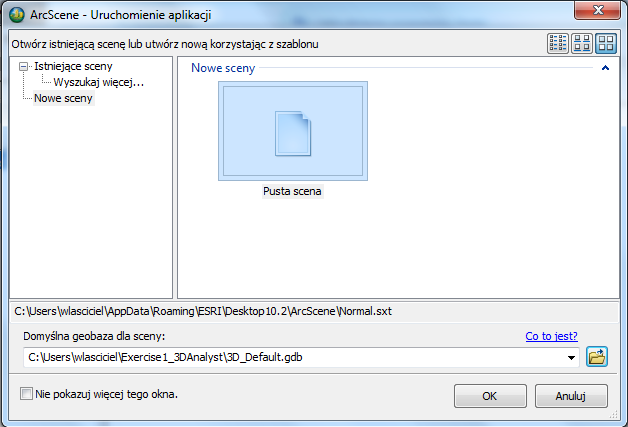 ArcScene - Uruchomienie aplikacji
Otwórz istniejącą scenę lub utwórz nową korzystając z szablonu
Istniejące sceny
Wyszukaj więcej...
Nowe sceny
Nowe sceny
Pusta scena
C:\Users\wlasciciel\AppData\Roaming\ESRI\Desktop10.2\ArcScene\Normal.sxt
Domyślna geobaza dla sceny:
Co to jest?
C:\Users\wlasciciel\Exercise1_3DAnalyst\3D_Default.gdb
Nie pokazuj więcej tego okna.
OK
Anuluj